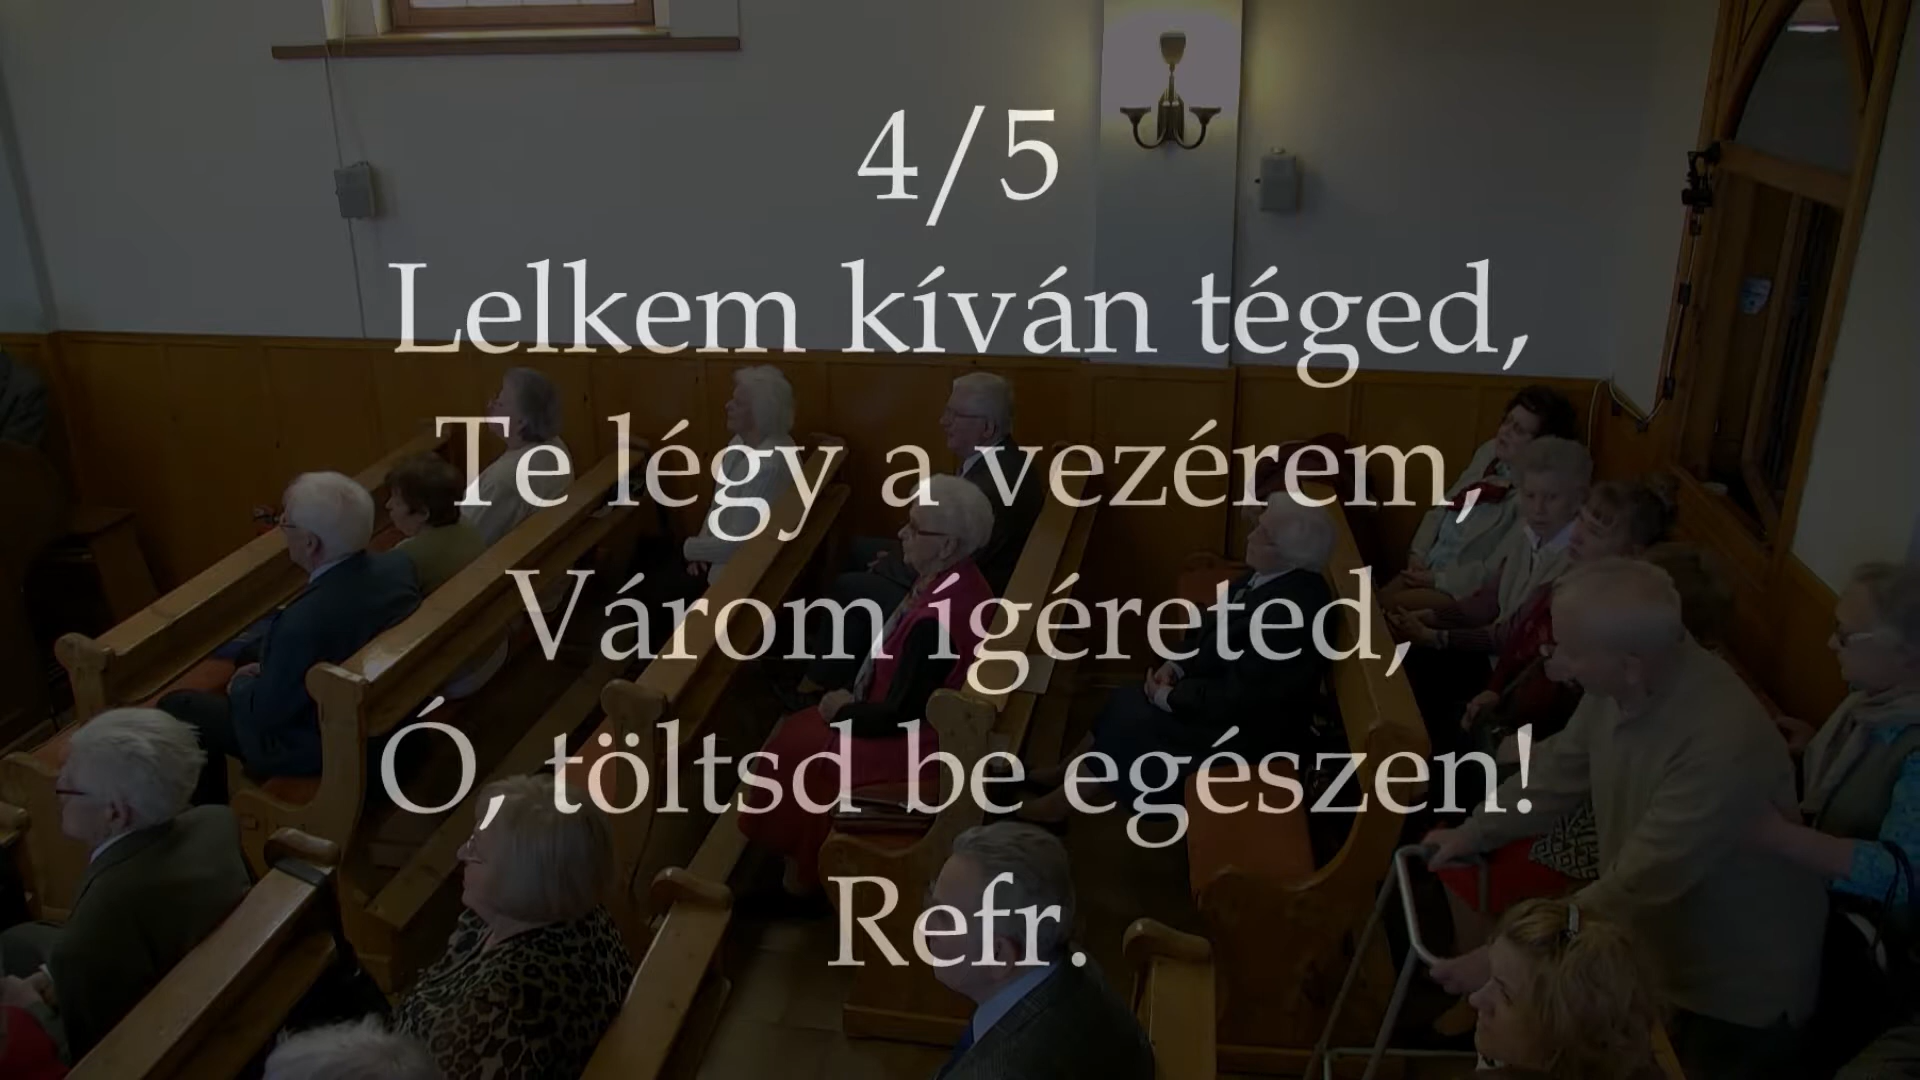 4/5
Lelkem kíván téged,
Te légy a vezérem,
Várom ígéreted,
Ó, töltsd be egészen!
Refr.